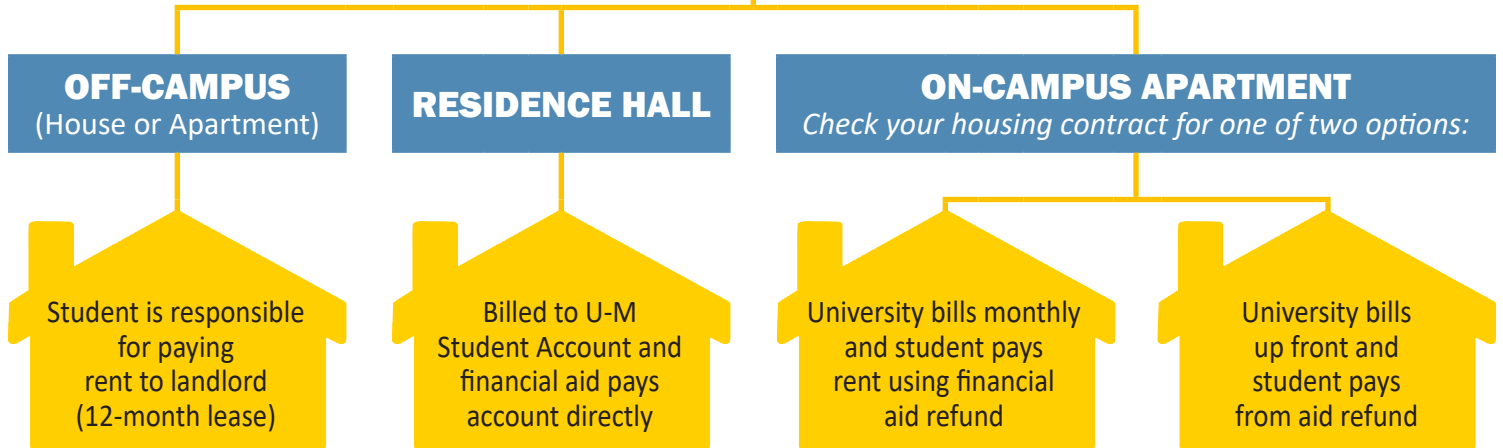 OFF-CAMPUS
(House or Apartment)
RESIDENCE HALL
ON-CAMPUS APARTMENT
Check your housing contract for one of two options:
Student is responsible
for paying
rent to landlord
(12-month lease)
Billed to U-M
Student Account and
financial aid pays
account directly
University bills monthly
and student pays
rent using financial
aid refund
University bills
up front and
student pays
from aid refund